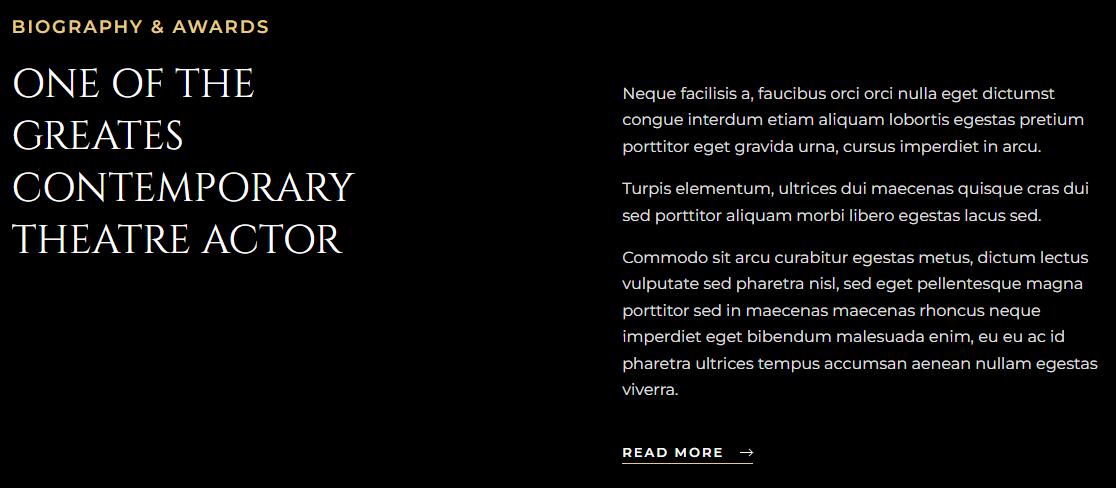 BIOGRAPHY & AWARDS
ONE OF THE
GREATES
CONTEMPORARY
THEATRE ACTOR
Neque facilisis a, faucibus orci orci nulla eget dictumst
congue interdum etiam aliquam lobortis egestas pretium
porttitor eget gravida urna, cursus imperdiet in arcu.
Turpis elementum, ultrices dui maecenas quisque cras dui
sed porttitor aliquam morbi libero egestas lacus sed.
Commodo sit arcu curabitur egestas metus, dictum lectus
vulputate sed pharetra nisl, sed eget pellentesque magna
porttitor sed in maecenas maecenas rhoncus neque
imperdiet eget bibendum malesuada enim, eu eu ac id
pharetra ultrices tempus accumsan aenean nullam egestas
viverra.
READ MORE →